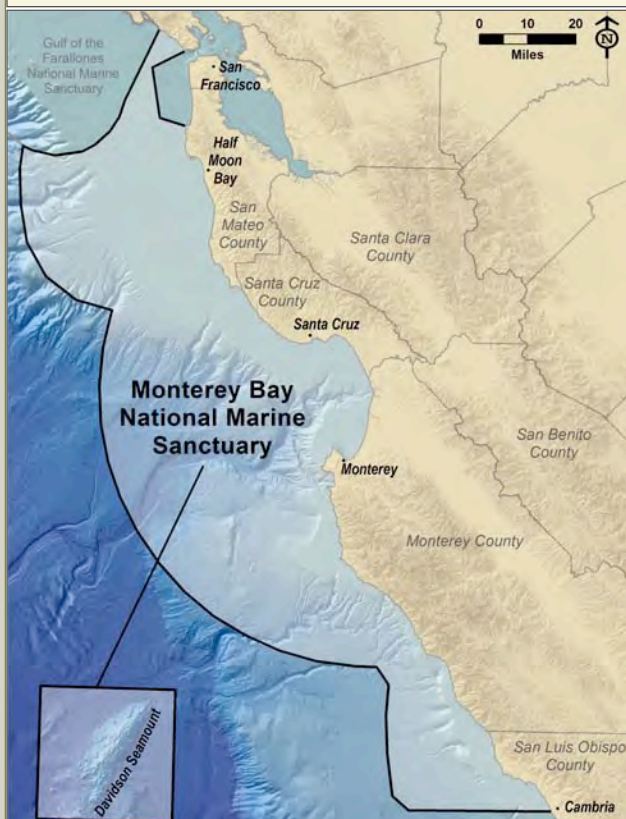 0 10 20
Miles
N
Gulf of the
Farallones
National Marine
Sanctuary
San
Francisco
Half
Moon
Bay
San
Mateo
County
Santa Clara
County
Santa Cruz
County
Santa Cruz
Monterey Bay
National Marine
Sanctuary
San Benito
County
Monterey
Monterey County
Davidson Seamount
San Luis Obispo
County
Cambria